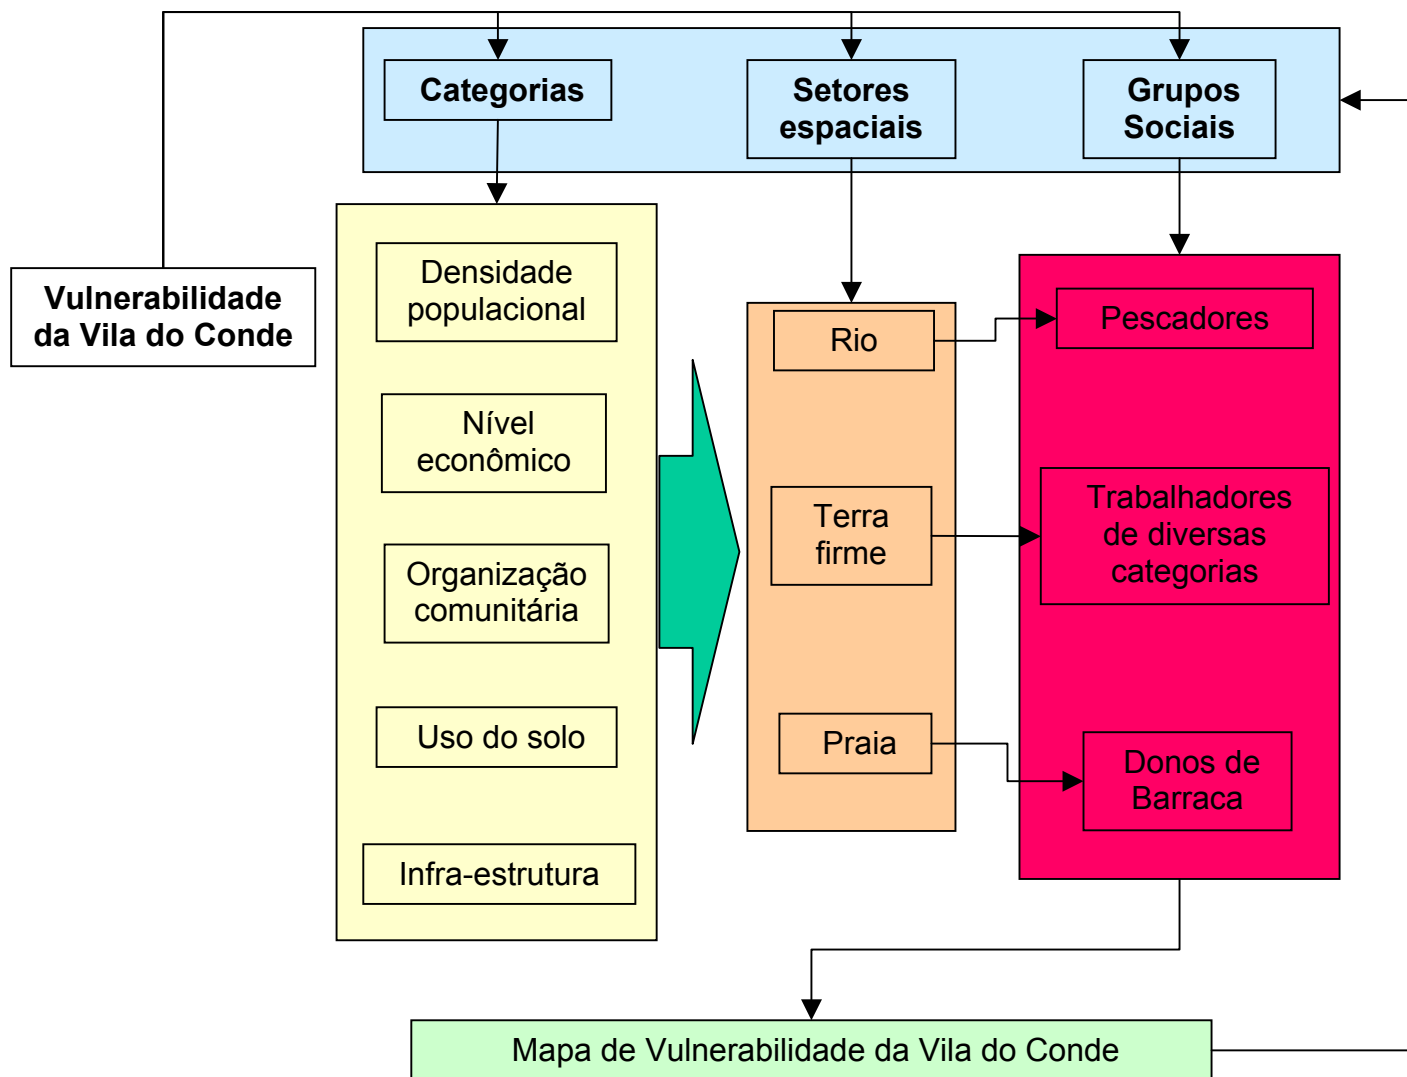 Categorias
Setores
espaciais
Grupos
Sociais
Vulnerabilidade
da Vila do Conde
Densidade
populacional
Nível
econômico
Organização
comunitária
Uso do solo
Infra-estrutura
Rio
Terra
firme
Praia
Pescadores
Trabalhadores
de diversas
categorias
Donos de
Barraca
Mapa de Vulnerabilidade da Vila do Conde